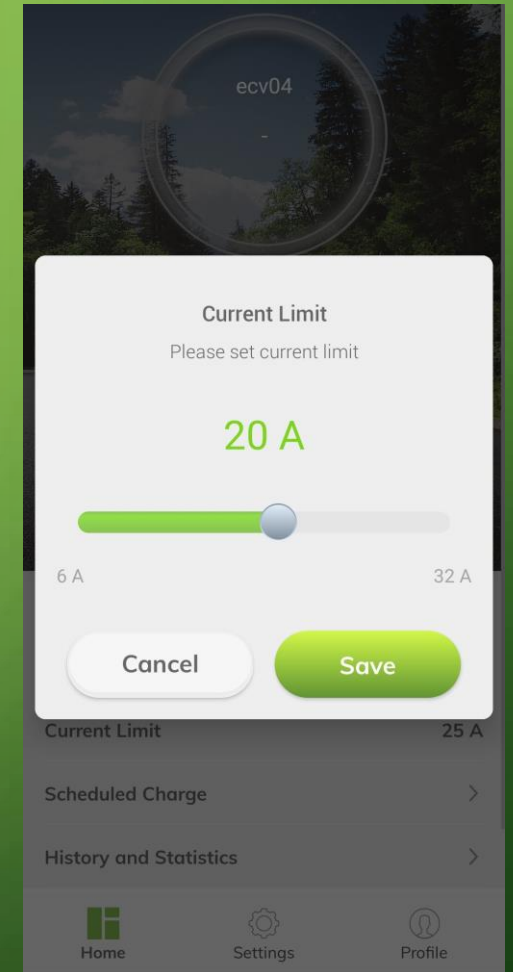 ecv04
-
Current Limit
Please set current limit
20 A
6 A 32 A
Cancel Save
Current Limit 25 A
Scheduled Charge
History and Statistics
Home Settings Profile